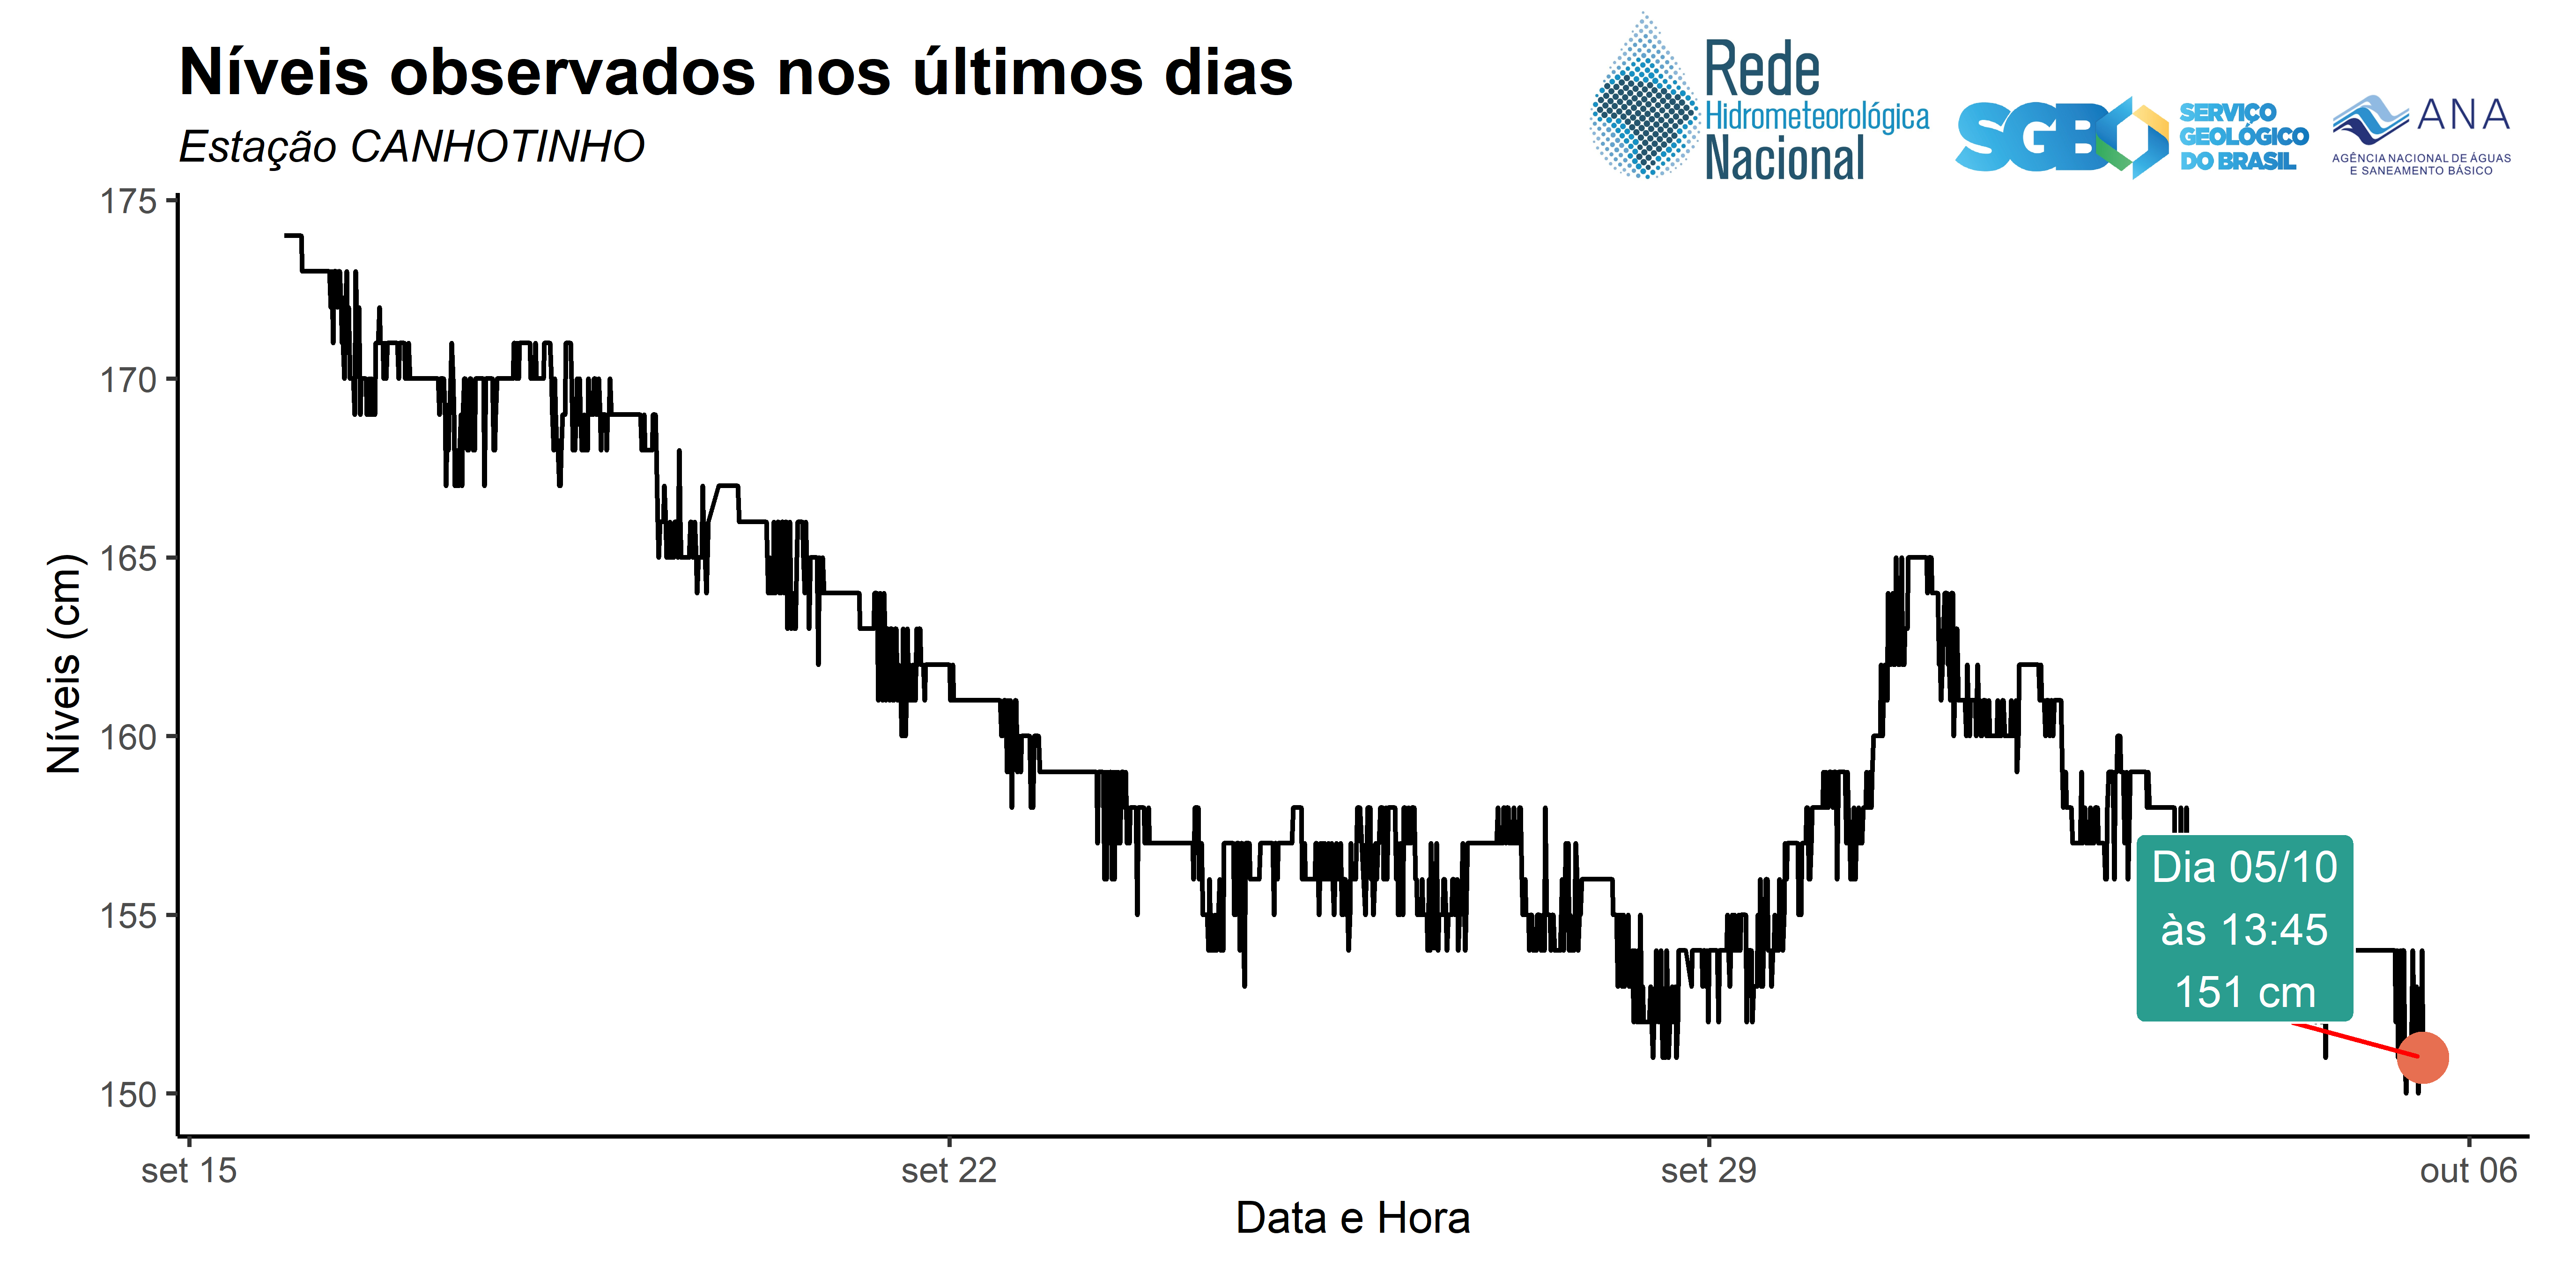 Níveis observados nos últimos dias
Estação CANHOTINHO
Rede
Hidrometeorológica
Nacional
SGB
SERVIÇO
GEOLÓGICO
DO BRASIL
ANA
AGÊNCIA NACIONAL DE ÁGUAS
E SANEAMENTO BÁSICO
175
170
165
160
155
150
Níveis (cm)
Dia 05/10
às 13:45
151 cm
set 15
set 22
set 29
out 06
Data e Hora